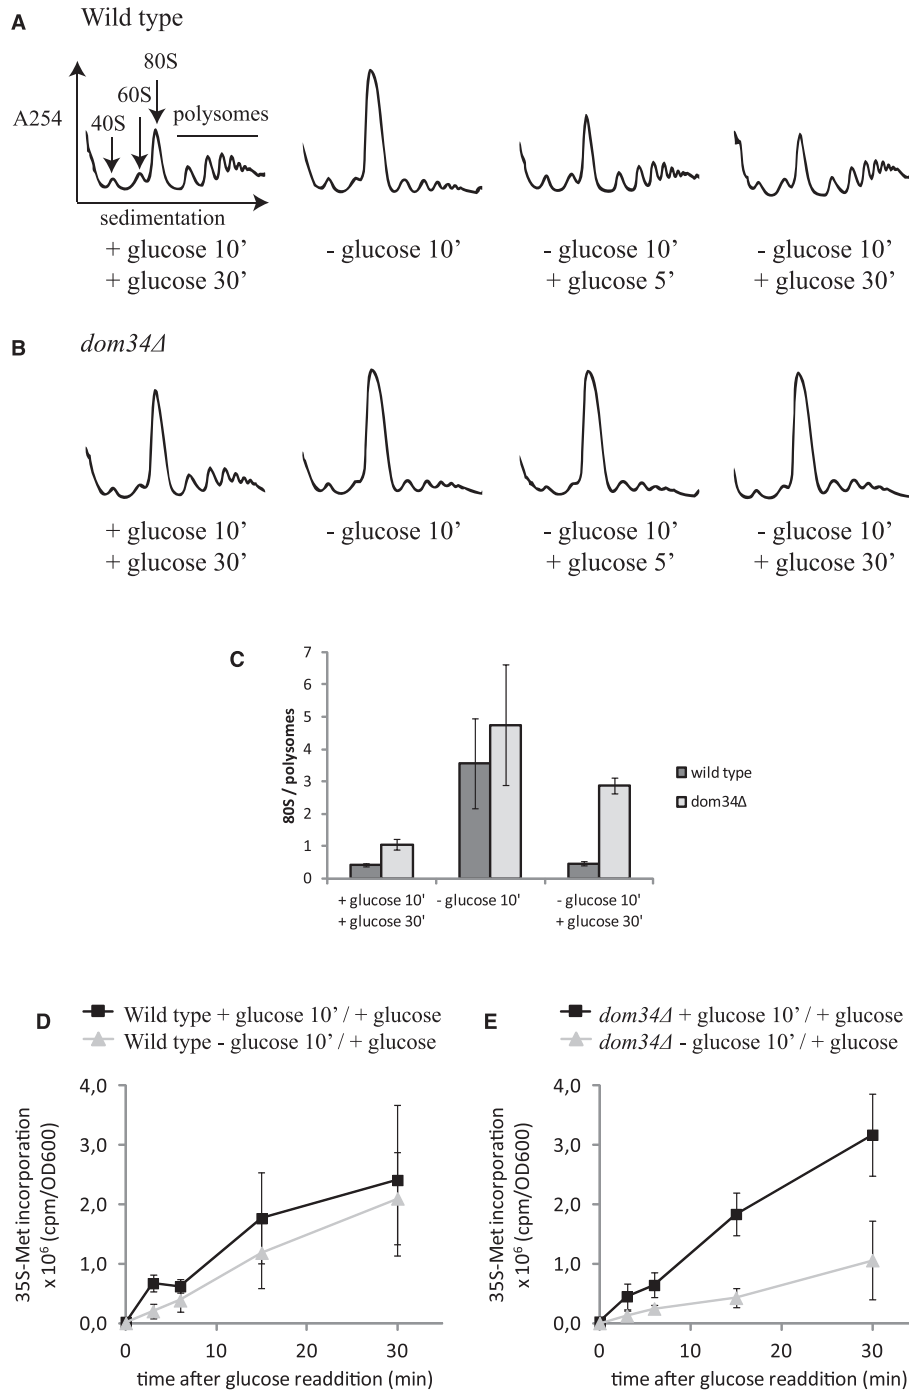 A Wild type
80S
60S
40S
polysomes
A254
sedimentation
+ glucose 10’
+ glucose 30’
- glucose 10’
- glucose 10’
+ glucose 5’
- glucose 10’
+ glucose 30’
B dom34Δ
+ glucose 10’
+ glucose 30’
- glucose 10’
- glucose 10’
+ glucose 5’
- glucose 10’
+ glucose 30’
C
7
6
5
4
3
2
1
0
80S / polysomes
+ glucose 10'
+ glucose 30'
- glucose 10'
- glucose 10'
+ glucose 30'
wild type
dom34Δ
D
Wild type + glucose 10’ / + glucose
Wild type - glucose 10’ / + glucose
4,0
3,0
2,0
1,0
0,0
35S-Met incorporation
x 10⁶ (cpm/OD600)
0 10 20 30
time after glucose readdition (min)
E
dom34Δ + glucose 10’ / + glucose
dom34Δ - glucose 10’ / + glucose
4,0
3,0
2,0
1,0
0,0
35S-Met incorporation
x 10⁶ (cpm/OD600)
0 10 20 30
time after glucose readdition (min)